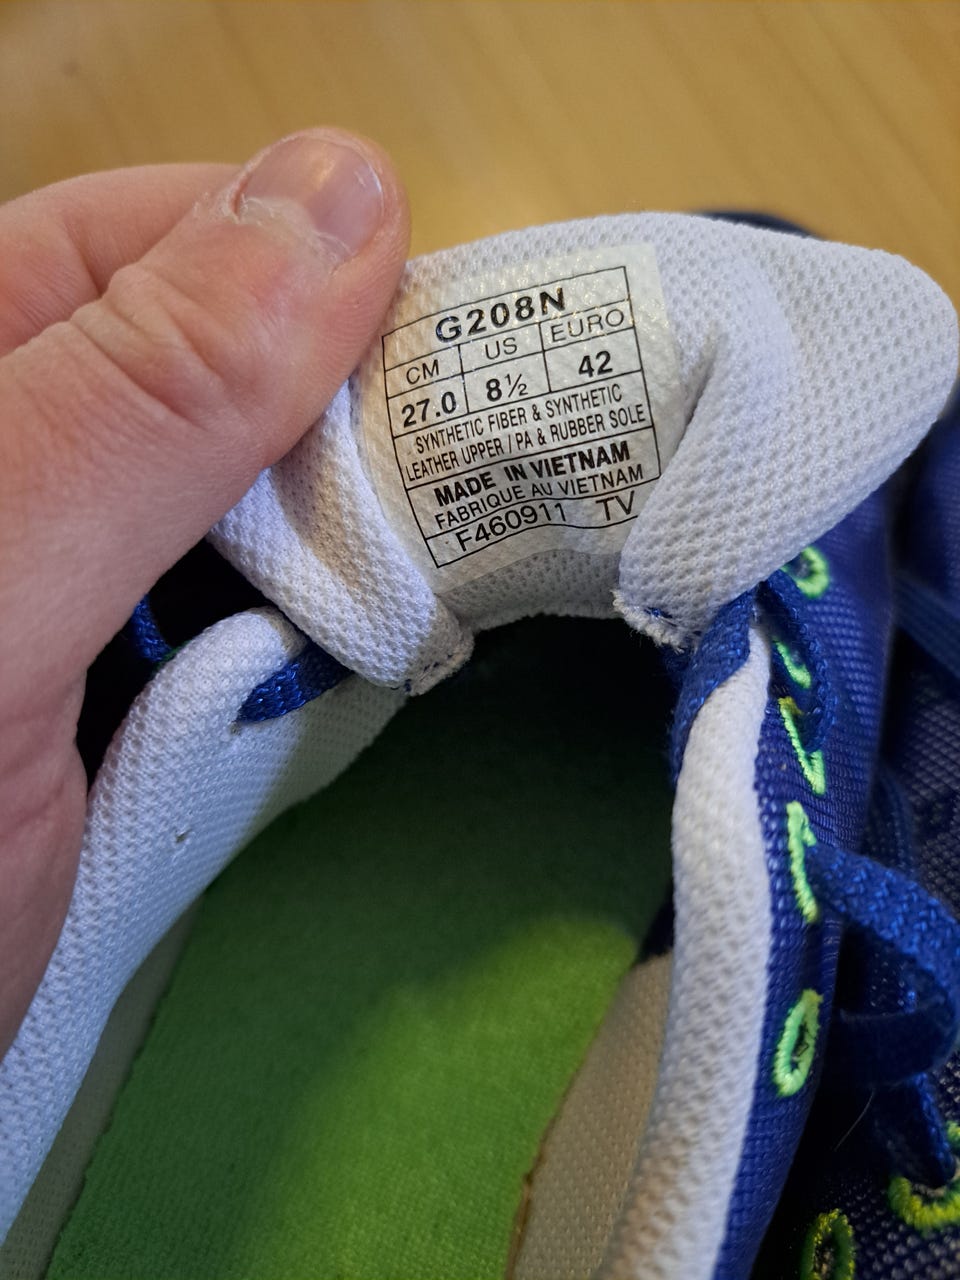 G208N
CM US EURO
27.0 8½ 42
SYNTHETIC FIBER & SYNTHETIC
LEATHER UPPER / PA & RUBBER SOLE
MADE IN VIETNAM
FABRIQUE AU VIETNAM
F460911 TV